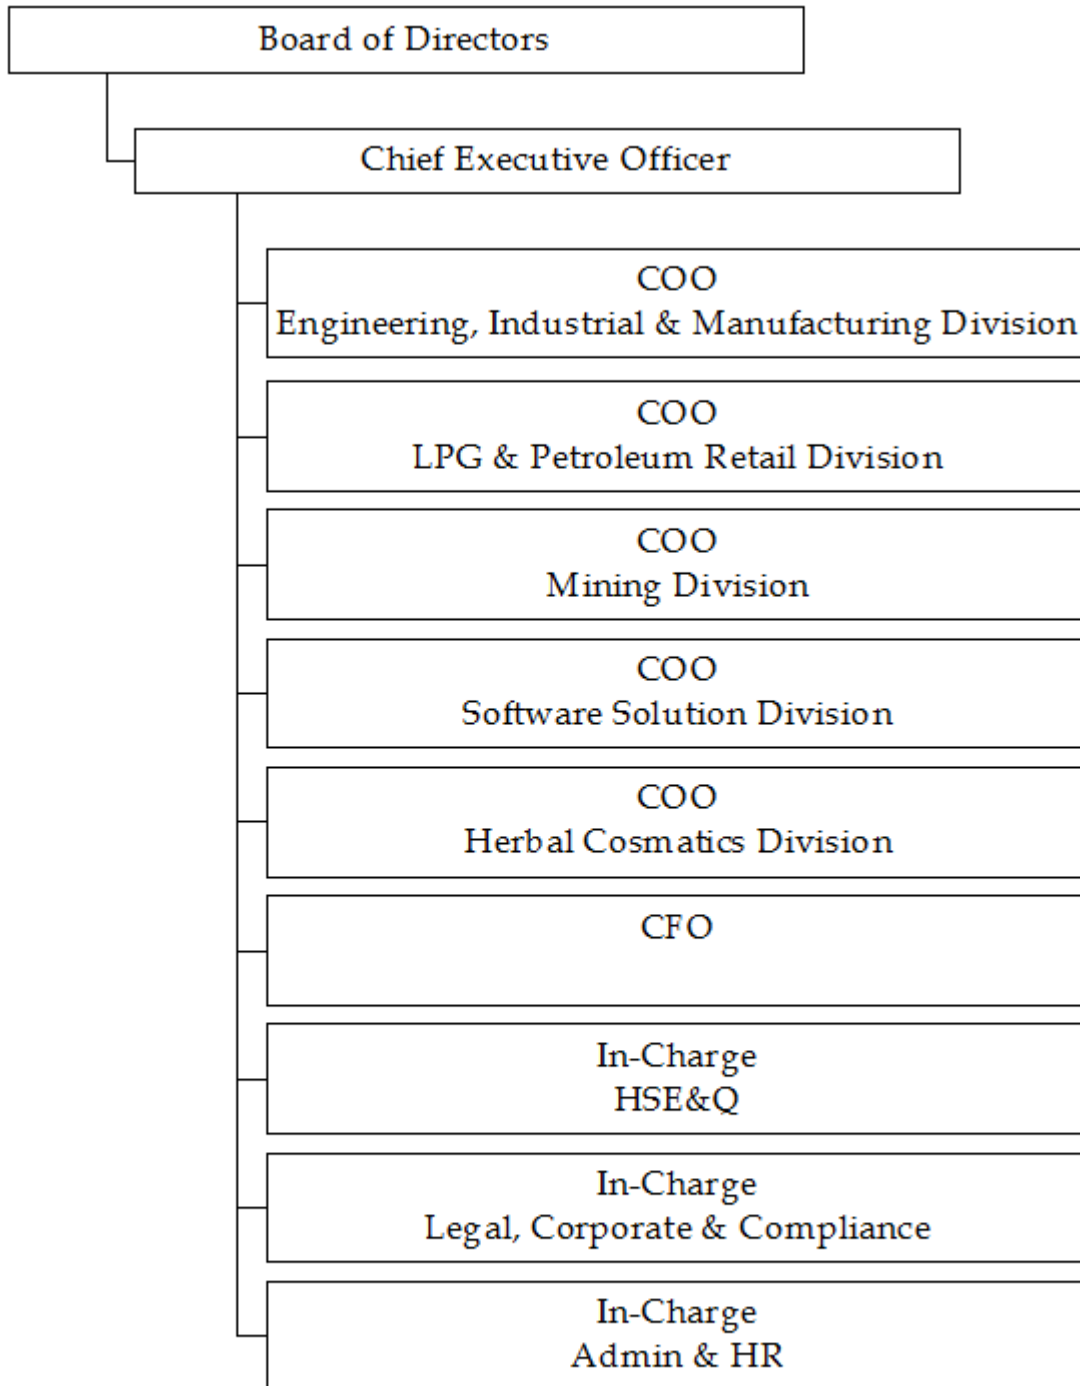 Board of Directors
Chief Executive Officer
COO
Engineering, Industrial & Manufacturing Division
COO
LPG & Petroleum Retail Division
COO
Mining Division
COO
Software Solution Division
COO
Herbal Cosmatics Division
CFO
In-Charge
HSE&Q
In-Charge
Legal, Corporate & Compliance
In-Charge
Admin & HR